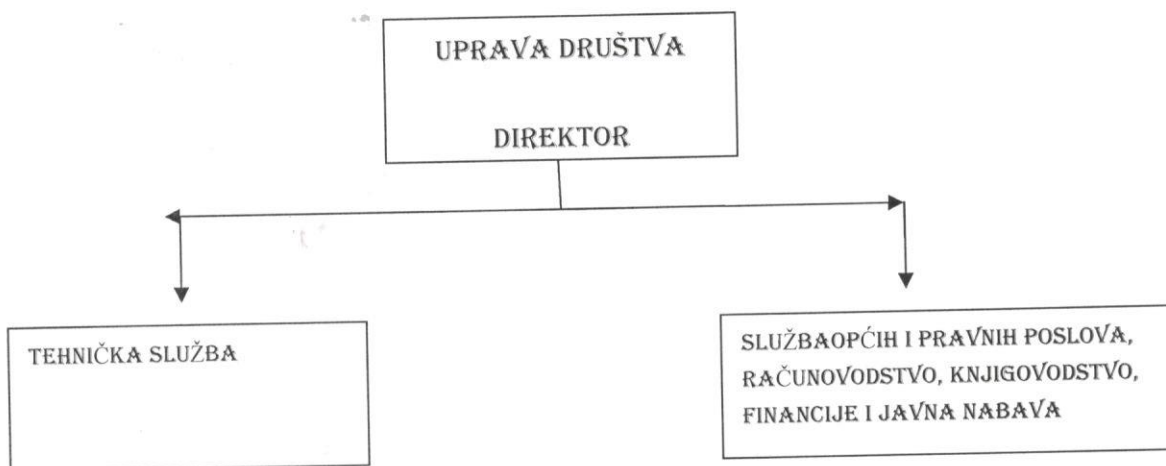 UPRAVA DRUŠTVA
DIREKTOR
TEHNIČKA SLUŽBA
SLUŽBAOPĆIH I PRAVNIH POSLOVA,
RAČUNOVODSTVO, KNJIGOVODSTVO,
FINANCIJE I JAVNA NABAVA